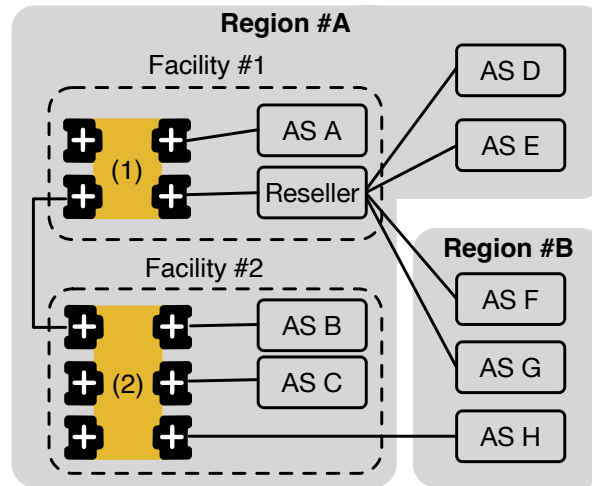 Region #A
Facility #1
AS D
AS A
AS E
(1)
Reseller
Facility #2
Region #B
AS B
AS F
AS C
(2)
AS G
AS H